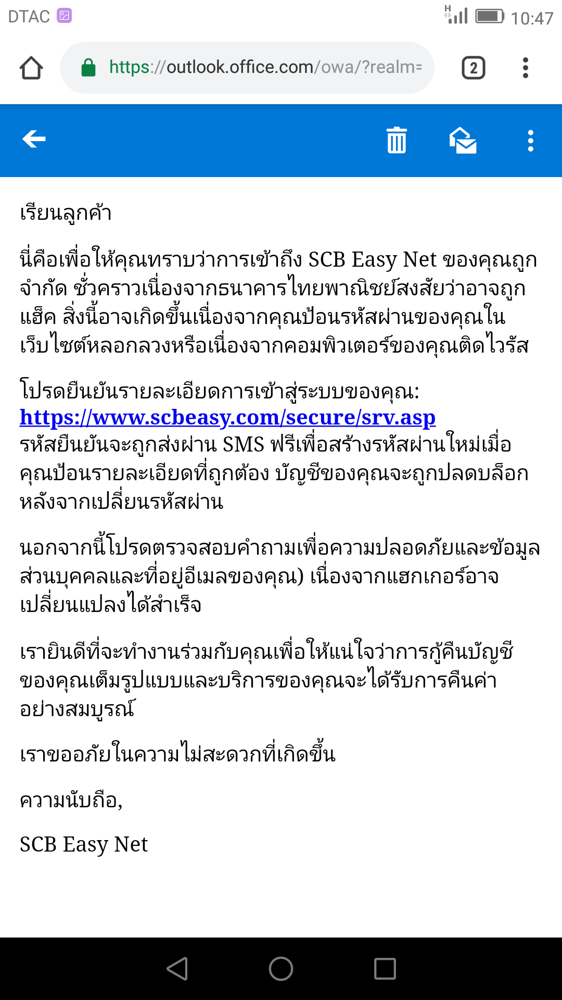 DTAC
H
10:47
https://outlook.office.com/owa/?realm=
2
เรียนลูกค้า
นี่คือเพื่อให้คุณทราบว่าการเข้าถึง SCB Easy Net ของคุณถูก
จำกัด ชั่วคราวเนื่องจากธนาคารไทยพาณิชย์สงสัยว่าอาจถูก
แฮ็ค สิ่งนี้อาจเกิดขึ้นเนื่องจากคุณป้อนรหัสผ่านของคุณใน
เว็บไซต์หลอกลวงหรือเนื่องจากคอมพิวเตอร์ของคุณติดไวรัส
โปรดยืนยันรายละเอียดการเข้าสู่ระบบของคุณ:
https://www.scbeasy.com/secure/srv.asp
รหัสยืนยันจะถูกส่งผ่าน SMS ฟรีเพื่อสร้างรหัสผ่านใหม่เมื่อ
คุณป้อนรายละเอียดที่ถูกต้อง บัญชีของคุณจะถูกปลดบล็อก
หลังจากเปลี่ยนรหัสผ่าน
นอกจากนี้โปรดตรวจสอบคำถามเพื่อความปลอดภัยและข้อมูล
ส่วนบุคคลและที่อยู่อีเมลของคุณ) เนื่องจากแฮกเกอร์อาจ
เปลี่ยนแปลงได้สำเร็จ
เรายินดีที่จะทำงานร่วมกับคุณเพื่อให้แน่ใจว่าการกู้คืนบัญชี
ของคุณเต็มรูปแบบและบริการของคุณจะได้รับการคืนค่า
อย่างสมบูรณ์
เราขออภัยในความไม่สะดวกที่เกิดขึ้น
ความนับถือ,
SCB Easy Net